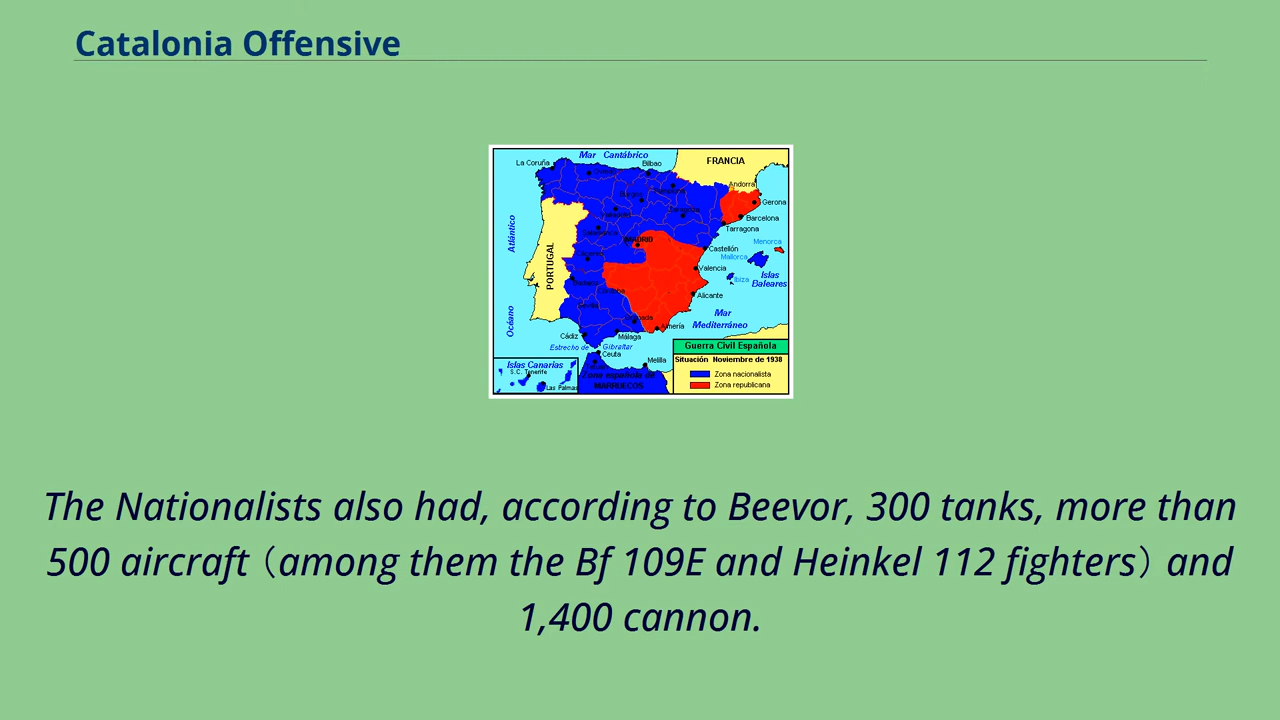 Catalonia Offensive
Mar Cantábrico
FRANCIA
La Coruña
Bilbao
Oviedo
Andorra
Gerona
Barcelona
Tarragona
Atlántico
MADRID
Castellón
Menorca
Mallorca
PORTUGAL
Valencia
Ibiza
Islas
Baleares
Alicante
Mar
Mediterráneo
Océano
Almería
Cádiz
Málaga
Estrecho de Gibraltar
Ceuta
Melilla
Guerra Civil Española
Situación Noviembre de 1938
Zona nacionalista
Zona republicana
Islas Canarias
S.C. Tenerife
Las Palmas
Zona española de
MARRUECOS
The Nationalists also had, according to Beevor, 300 tanks, more than
500 aircraft（among them the Bf 109E and Heinkel 112 fighters）and
1,400 cannon.